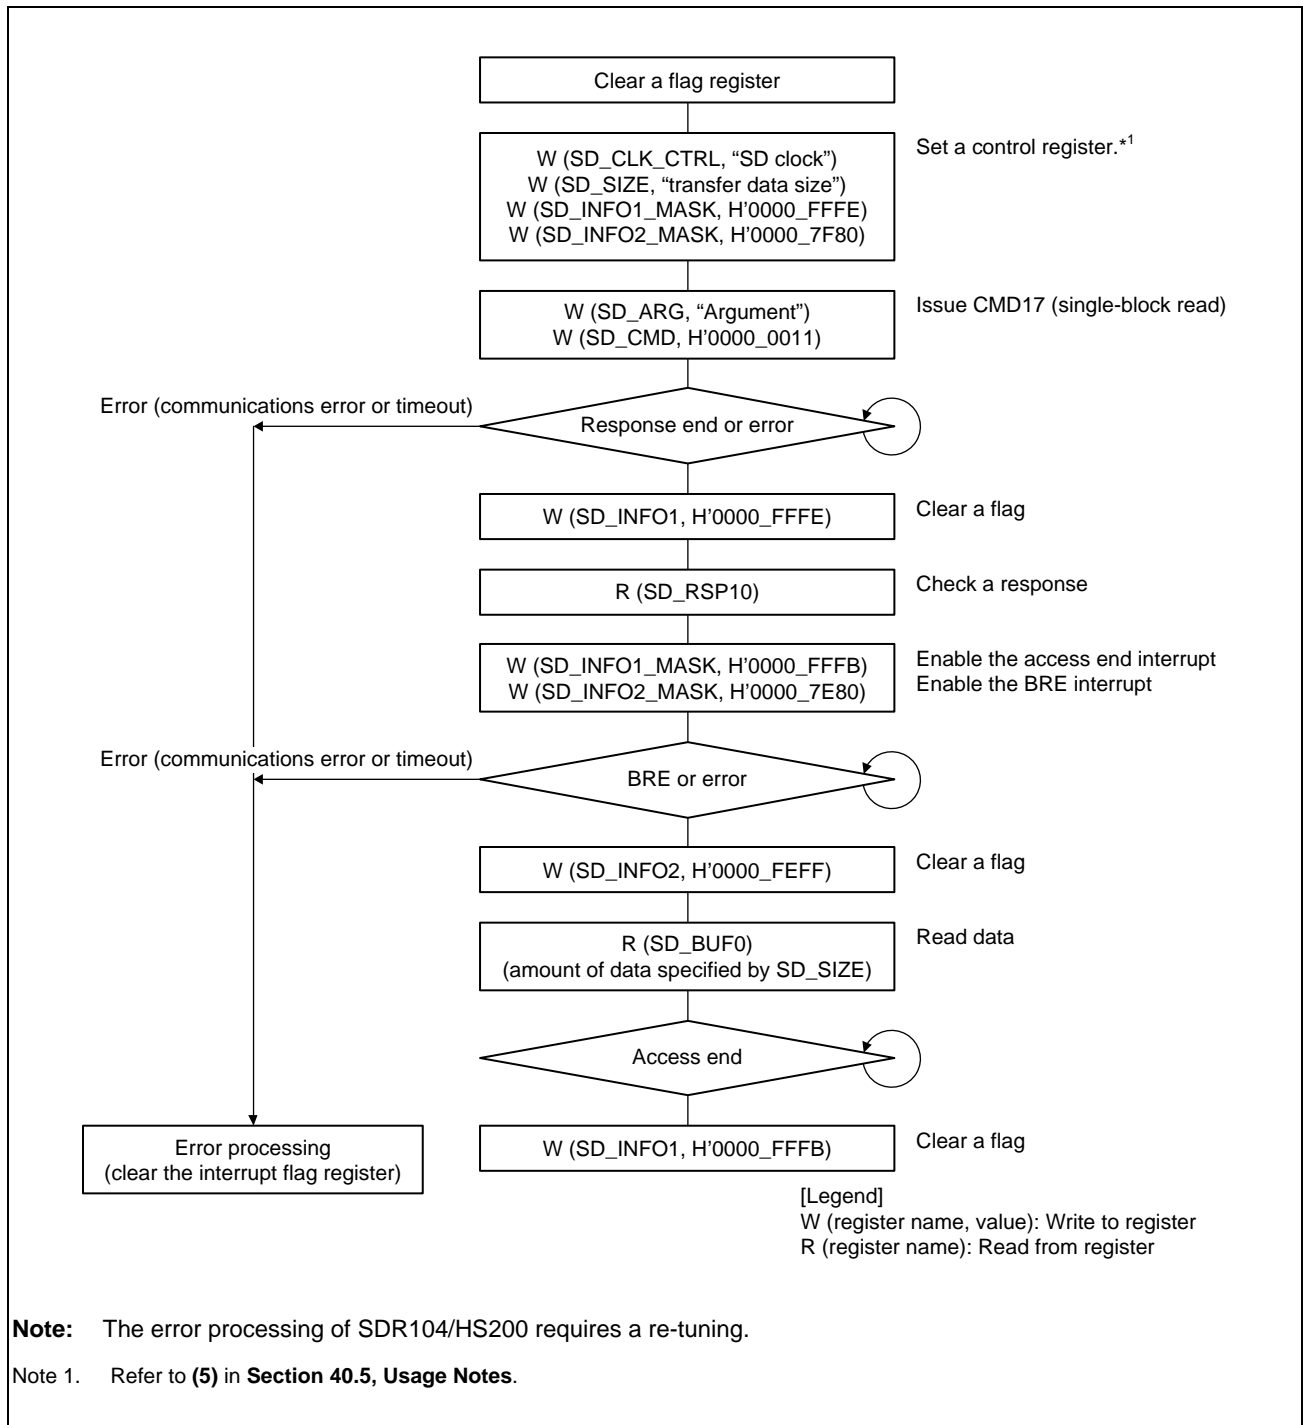 Clear a flag register
W (SD_CLK_CTRL, “SD clock”)
W (SD_SIZE, “transfer data size”)
W (SD_INFO1_MASK, H’0000_FFFE)
W (SD_INFO2_MASK, H’0000_7F80)
Set a control register.*1
W (SD_ARG, “Argument”)
W (SD_CMD, H’0000_0011)
Issue CMD17 (single-block read)
Error (communications error or timeout)
Response end or error
W (SD_INFO1, H’0000_FFFE)
Clear a flag
R (SD_RSP10)
Check a response
W (SD_INFO1_MASK, H’0000_FFFB)
W (SD_INFO2_MASK, H’0000_7E80)
Enable the access end interrupt
Enable the BRE interrupt
Error (communications error or timeout)
BRE or error
W (SD_INFO2, H’0000_FEFF)
Clear a flag
R (SD_BUF0)
(amount of data specified by SD_SIZE)
Read data
Access end
Error processing
(clear the interrupt flag register)
W (SD_INFO1, H’0000_FFFB)
Clear a flag
[Legend]
W (register name, value): Write to register
R (register name): Read from register
Note: The error processing of SDR104/HS200 requires a re-tuning.
Note 1. Refer to (5) in Section 40.5, Usage Notes.